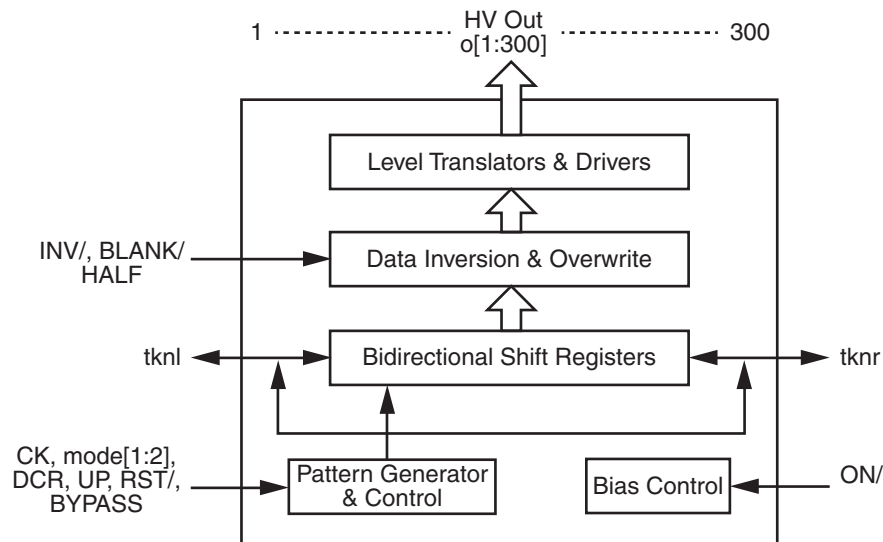 HV Out
1 300
o[1:300]
Level Translators & Drivers
INV/, BLANK/
HALF
Data Inversion & Overwrite
tknl
Bidirectional Shift Registers
tknr
CK, mode[1:2],
DCR, UP, RST/,
BYPASS
Pattern Generator
& Control
Bias Control
ON/